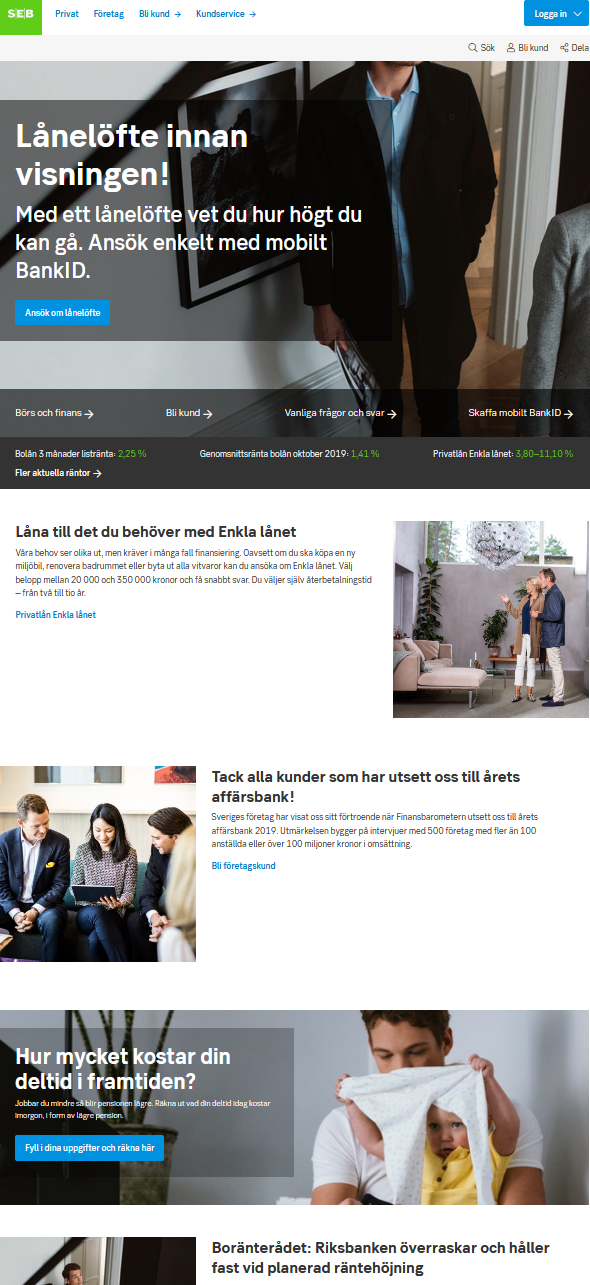 SEB
Privat
Företag
Bli kund
Kundservice
Logga in
Sök
Bli kund
Dela
Lånelöfte innan
visningen!
Med ett lånelöfte vet du hur högt du
kan gå. Ansök enkelt med mobilt
BankID.
Ansök om lånelöfte
Börs och finans
Bli kund
Vanliga frågor och svar
Skaffa mobilt BankID
Bolån 3 månader listränta: 2,25 %
Genomsnittsränta bolån oktober 2019: 1,41 %
Privatlån Enkla lånet: 3,80–11,10 %
Fler aktuella räntor
Låna till det du behöver med Enkla lånet
Våra behov ser olika ut, men kräver i många fall finansiering. Oavsett om du ska köpa en ny
miljöbil, renovera badrummet eller byta ut alla vitvaror kan du ansöka om Enkla lånet. Välj
belopp mellan 20 000 och 350 000 kronor och få snabbt svar. Du väljer själv återbetalningstid
– från två till tio år.
Privatlån Enkla lånet
Tack alla kunder som har utsett oss till årets
affärsbank!
Sveriges företag har visat oss sitt förtroende när Finansbarometern utsett oss till årets
affärsbank 2019. Utmärkelsen bygger på intervjuer med 500 företag med fler än 100
anställda eller över 100 miljoner kronor i omsättning.
Bli företagskund
Hur mycket kostar din
deltid i framtiden?
Jobbar du mindre så blir pensionen lägre. Räkna ut vad din deltid idag kostar
imorgon, i form av lägre pension.
Fyll i dina uppgifter och räkna här
Boränterådet: Riksbanken överraskar och håller
fast vid planerad räntehöjning